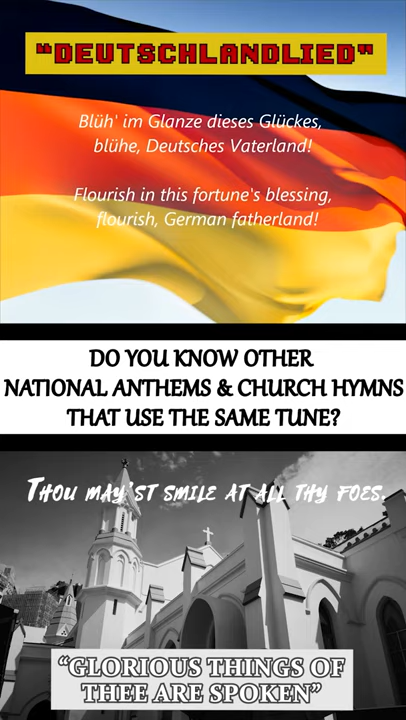 "DEUTSCHLANDLIED"
Blüh' im Glanze dieses Glückes,
blühe, Deutsches Vaterland!
Flourish in this fortune's blessing,
flourish, German fatherland!
DO YOU KNOW OTHER
NATIONAL ANTHEMS & CHURCH HYMNS
THAT USE THE SAME TUNE?
THOU MAY'ST SMILE AT ALL THY FOES.
"GLORIOUS THINGS OF
THEE ARE SPOKEN"